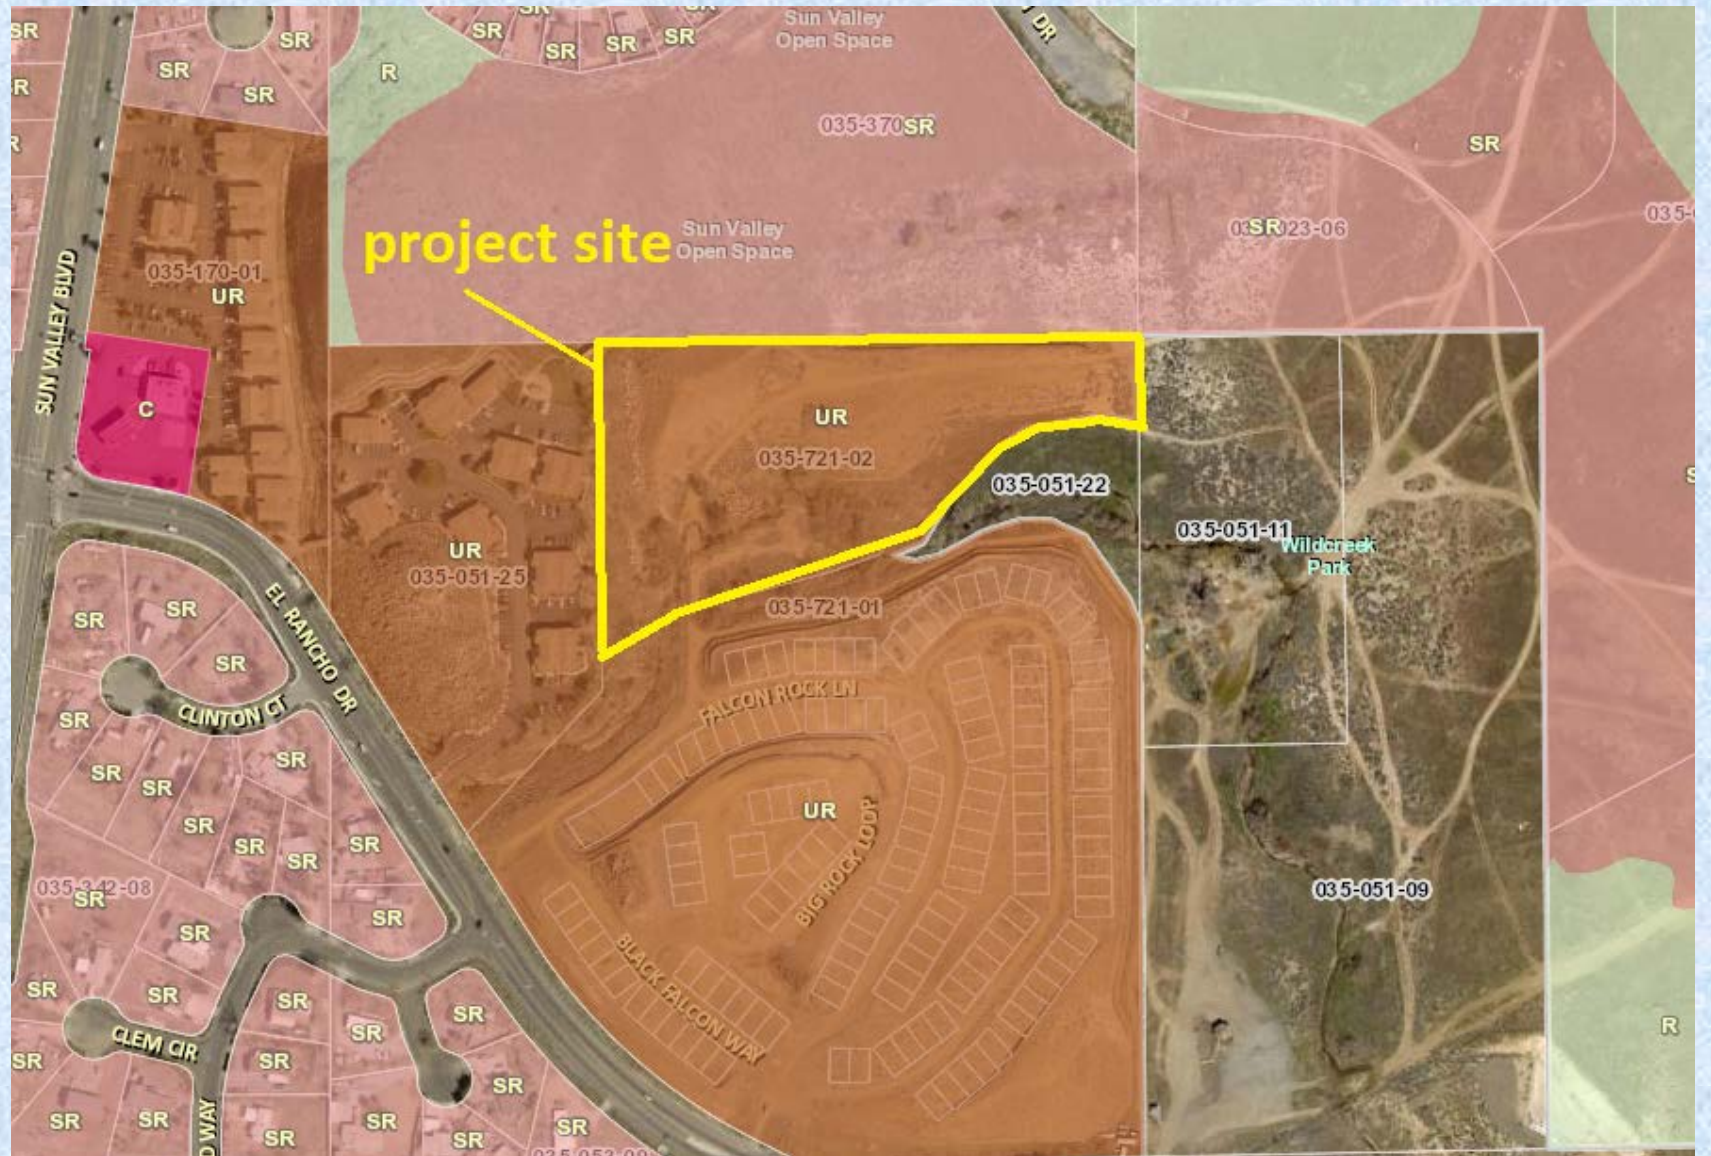 SR
SR
SR
SR
SR
SR
SR
SR
Sun Valley
Open Space
DR
R
SR
SR
R
R
035-370
SR
SR
SUN VALLEY BLVD
035-170-01
UR
project site
Sun Valley
Open Space
SR
23-06
035-
C
UR
035-721-02
035-051-22
035-051-11
Wildcreek
Park
UR
035-051-25
035-721-01
EL RANCHO DR
SR
SR
SR
SR
CLINTON CT
FALCON ROCK LN
SR
SR
SR
SR
SR
SR
SR
UR
BIG ROCK LOOP
BLACK FALCON WAY
035-051-09
035-342-08
SR
SR
SR
SR
SR
SR
SR
SR
CLEM CIR
SR
SR
SR
SR
SR
SR
SR
SR
SR
WAY
R